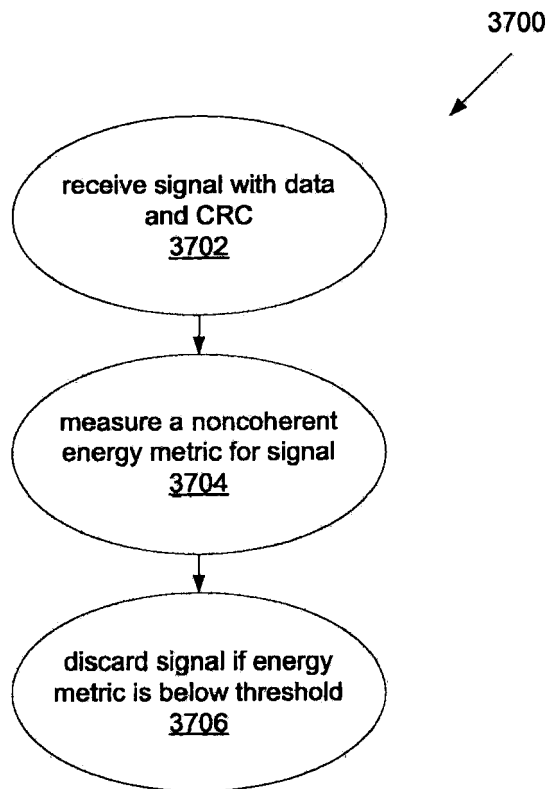 3700
receive signal with data
and CRC
3702
measure a noncoherent
energy metric for signal
3704
discard signal if energy
metric is below threshold
3706